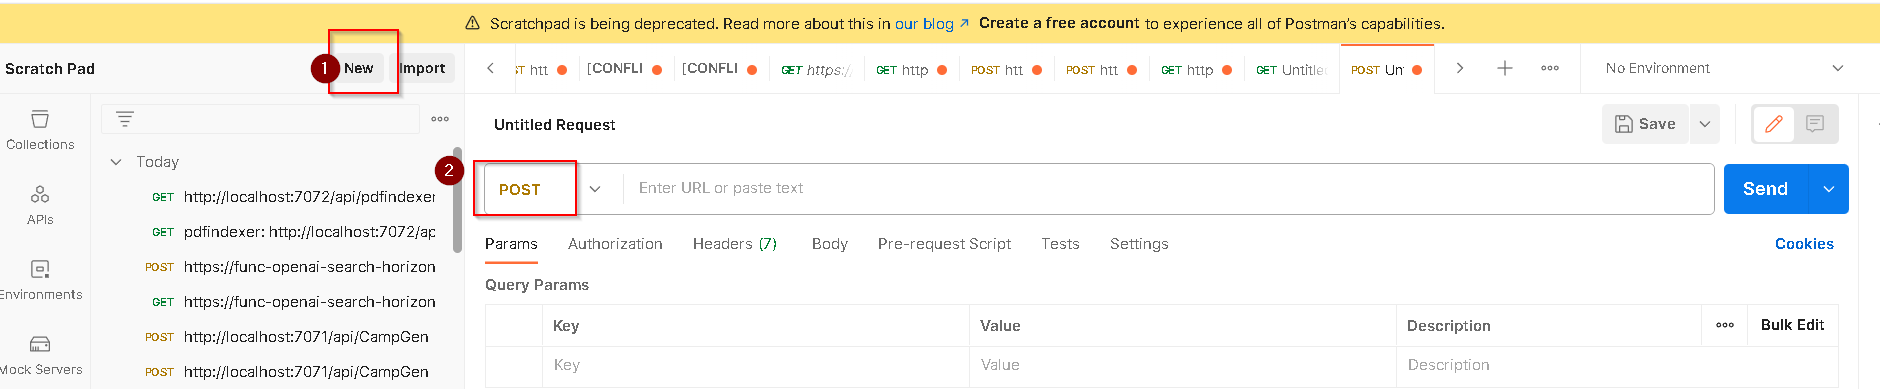 Scratchpad is being deprecated. Read more about this in our blog ↗ Create a free account to experience all of Postman's capabilities.
Scratch Pad
1
New
Import
POST htt
[CONFLI
[CONFLI
GET https:/
GET http
POST htt
POST htt
GET http
GET Untitle
POST Unt
No Environment
Collections
APIs
Environments
Mock Servers
Today
GET http://localhost:7072/api/pdfindexer
GET pdfindexer: http://localhost:7072/ap
POST https://func-openai-search-horizon
GET https://func-openai-search-horizon
POST http://localhost:7071/api/CampGen
POST http://localhost:7071/api/CampGen
Untitled Request
Save
2
POST
Enter URL or paste text
Send
Params
Authorization
Headers (7)
Body
Pre-request Script
Tests
Settings
Cookies
Query Params
Key
Value
Description
Bulk Edit
Key
Value
Description